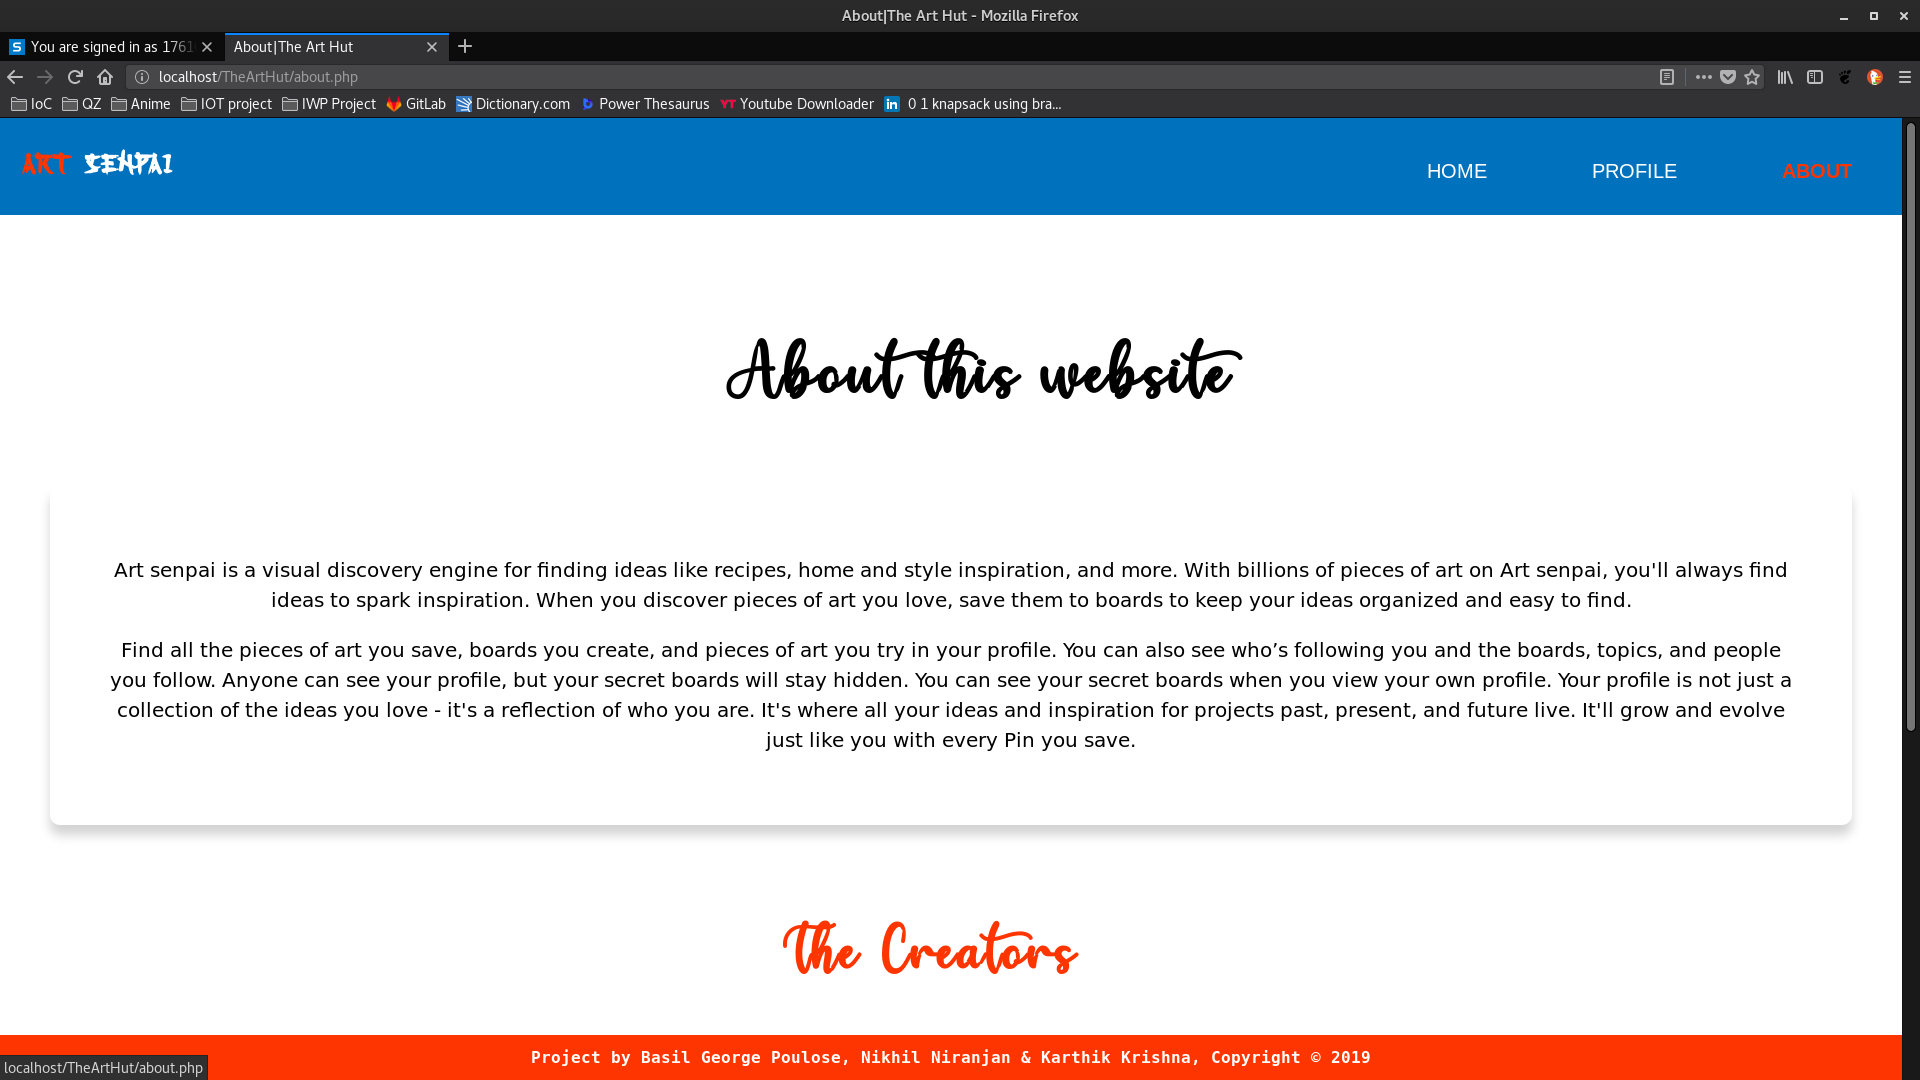 About|The Art Hut - Mozilla Firefox
You are signed in as 1761
About|The Art Hut
localhost/TheArtHut/about.php
IoC QZ Anime IOT project IWP Project GitLab Dictionary.com Power Thesaurus YT Youtube Downloader in 0 1 knapsack using bra...
ART SENPAI
HOME PROFILE ABOUT
About this website
Art senpai is a visual discovery engine for finding ideas like recipes, home and style inspiration, and more. With billions of pieces of art on Art senpai, you'll always find
ideas to spark inspiration. When you discover pieces of art you love, save them to boards to keep your ideas organized and easy to find.
Find all the pieces of art you save, boards you create, and pieces of art you try in your profile. You can also see who’s following you and the boards, topics, and people
you follow. Anyone can see your profile, but your secret boards will stay hidden. You can see your secret boards when you view your own profile. Your profile is not just a
collection of the ideas you love - it's a reflection of who you are. It's where all your ideas and inspiration for projects past, present, and future live. It'll grow and evolve
just like you with every Pin you save.
The Creators
Project by Basil George Poulose, Nikhil Niranjan & Karthik Krishna, Copyright © 2019
localhost/TheArtHut/about.php